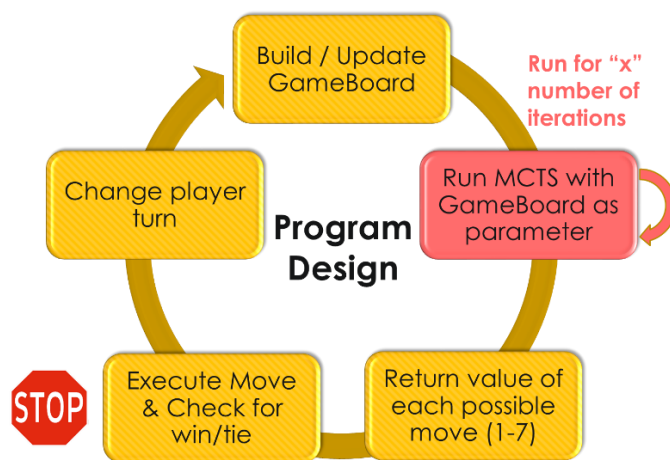 Build / Update
GameBoard
Run for “x”
number of
iterations
Run MCTS with
GameBoard as
parameter
Return value of
each possible
move (1-7)
Execute Move
& Check for
win/tie
STOP
Change player
turn
Program
Design